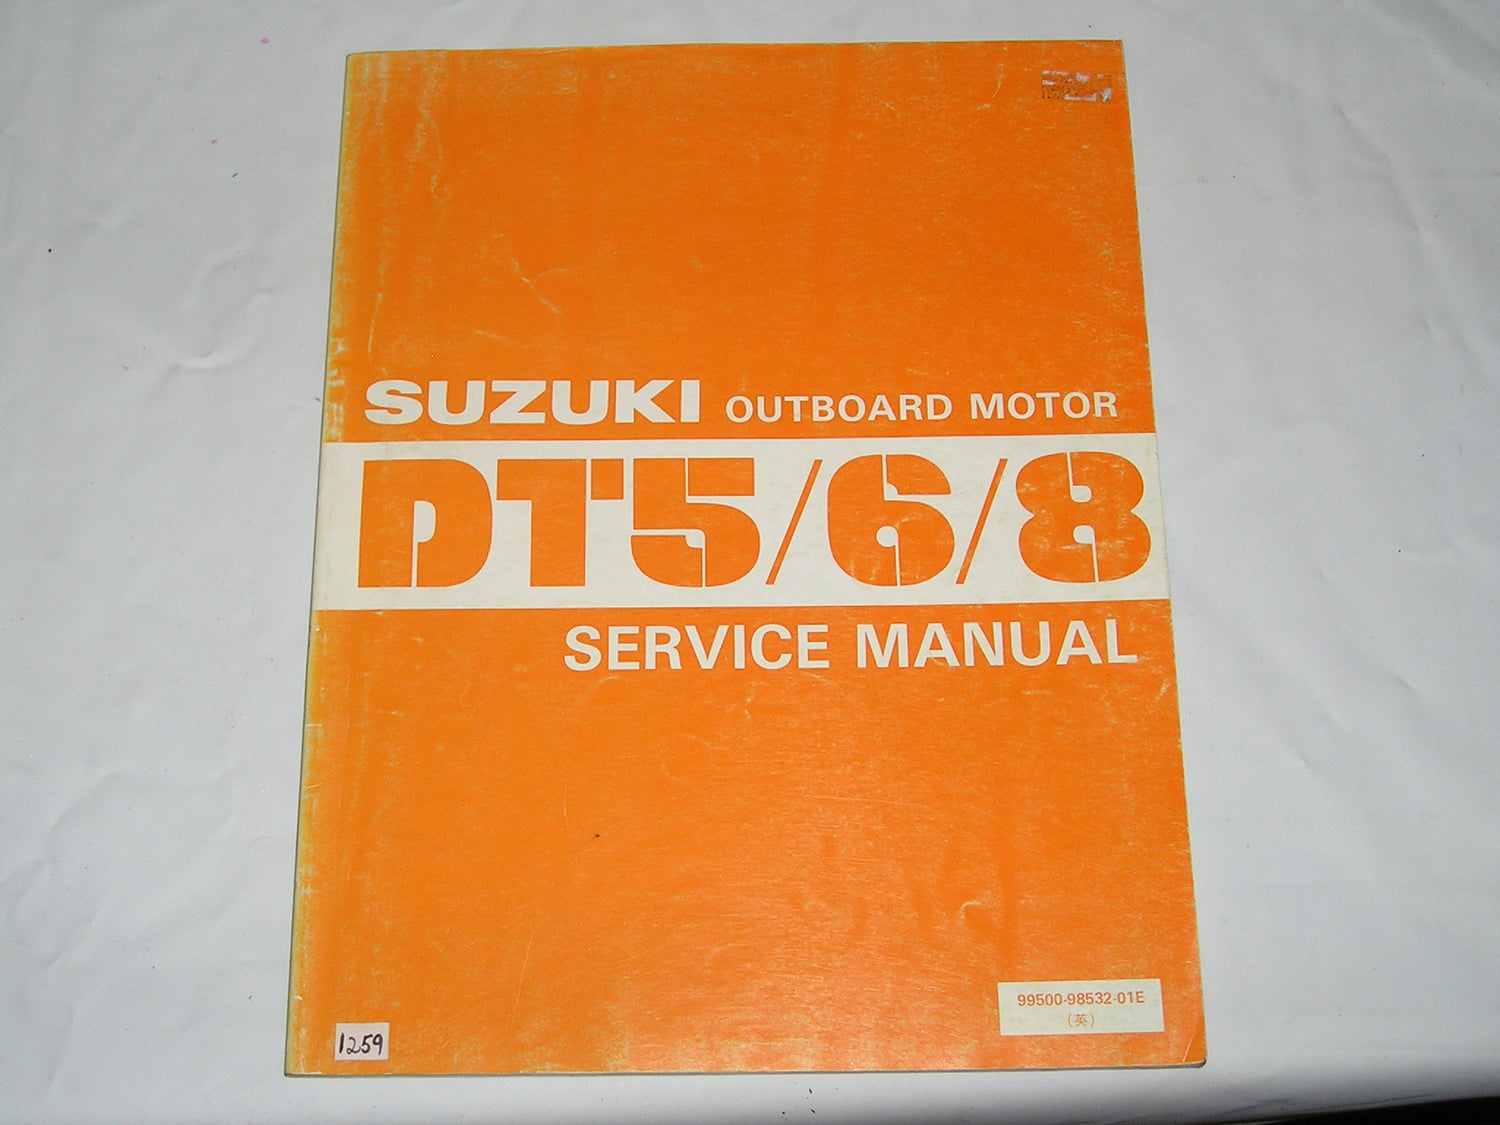 SUZUKI OUTBOARD MOTOR
DT5/6/8
SERVICE MANUAL
99500-98532-01E
(英)
1259